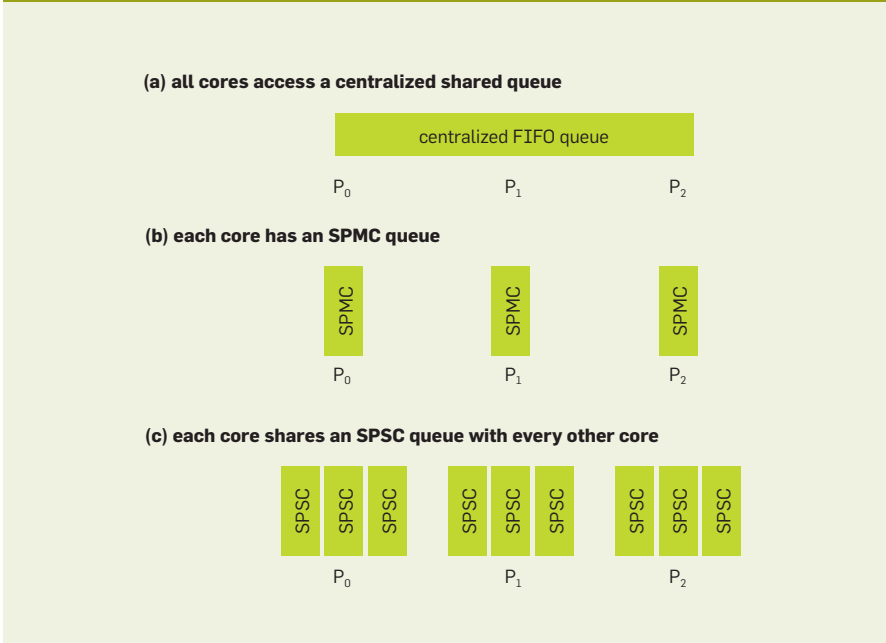 (a) all cores access a centralized shared queue
centralized FIFO queue
P₀ P₁ P₂
(b) each core has an SPMC queue
SPMC SPMC SPMC
P₀ P₁ P₂
(c) each core shares an SPSC queue with every other core
SPSC SPSC SPSC SPSC SPSC SPSC SPSC SPSC SPSC
P₀ P₁ P₂